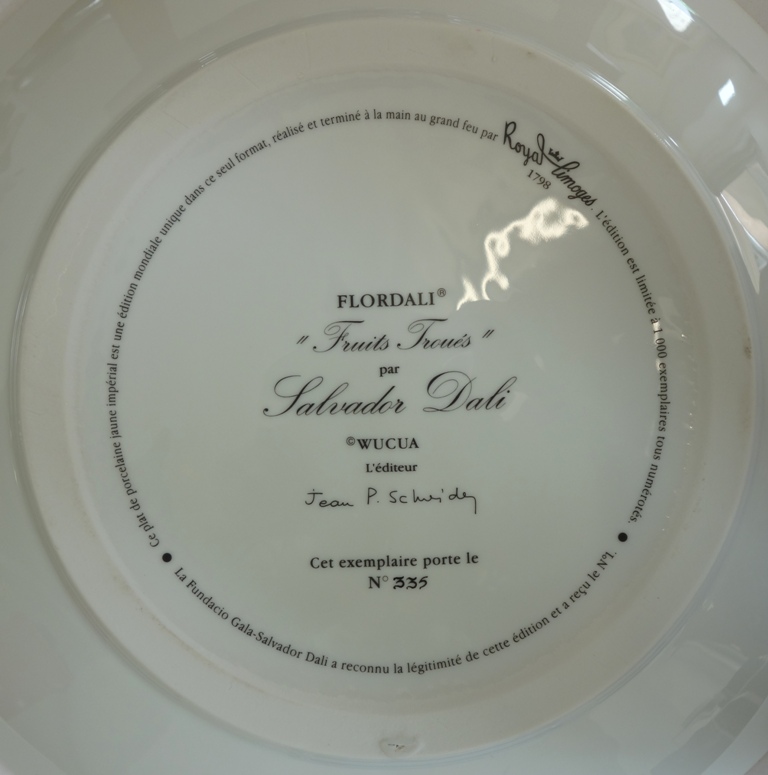 Ce plat de porcelaine jaune impérial est une édition mondiale unique dans ce seul format, réalisé et terminé à la main au grand feu par Royal Limoges. L'édition est limitée à 1 000 exemplaires tous numérotés.
1798
FLORDALI®
"Fruits Troués"
par
Salvador Dali
©WUCUA
L'éditeur
Jean P. Schneider
Cet exemplaire porte le
N° 335
● La Fundacio Gala-Salvador Dali a reconnu la légitimité de cette édition et a reçu le N°1. ●